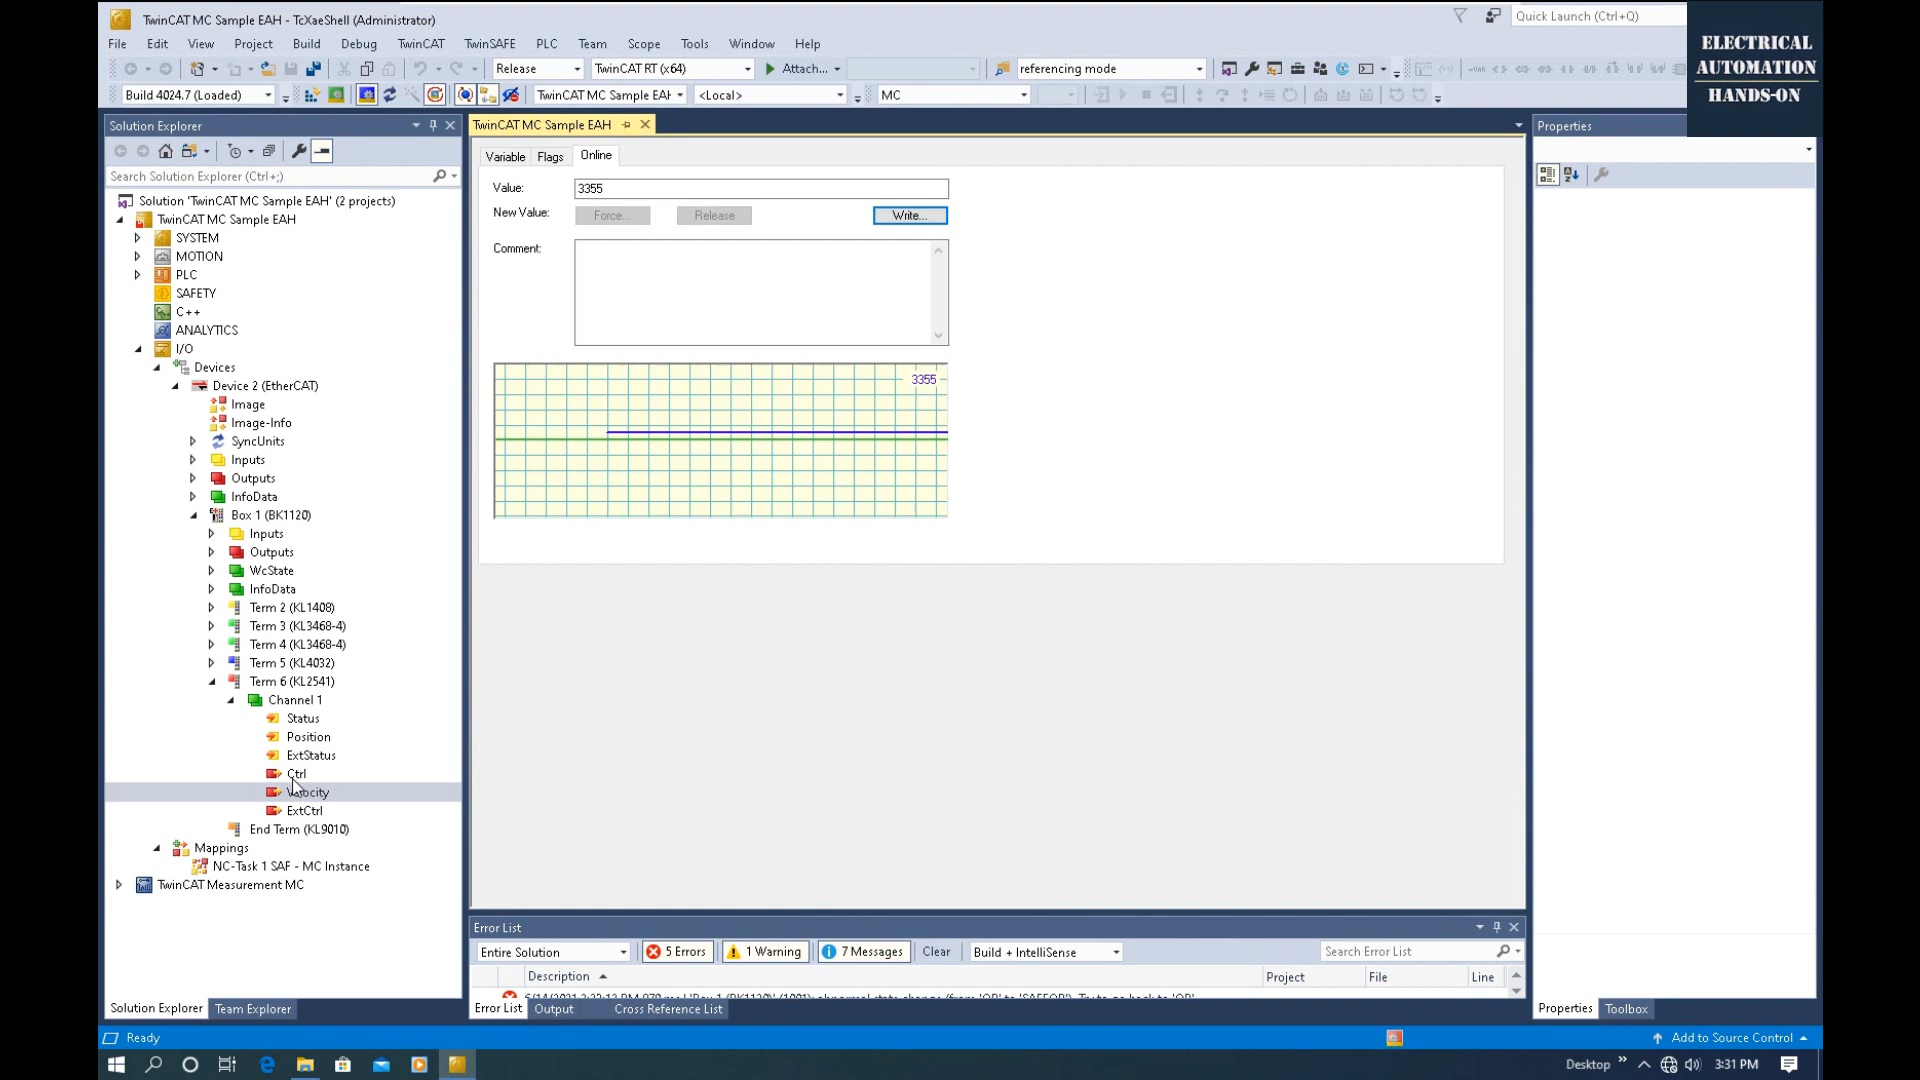 TwinCAT MC Sample EAH - TcXaeShell (Administrator)
Quick Launch (Ctrl+Q)
ELECTRICAL
AUTOMATION
HANDS-ON
File Edit View Project Build Debug TwinCAT TwinSAFE PLC Team Scope Tools Window Help
Release TwinCAT RT (x64) Attach... referencing mode
Build 4024.7 (Loaded) TwinCAT MC Sample EAH <Local> MC
Solution Explorer
TwinCAT MC Sample EAH
Properties
Search Solution Explorer (Ctrl+;)
Solution 'TwinCAT MC Sample EAH' (2 projects)
TwinCAT MC Sample EAH
SYSTEM
MOTION
PLC
SAFETY
C++
ANALYTICS
I/O
Devices
Device 2 (EtherCAT)
Image
Image-Info
SyncUnits
Inputs
Outputs
InfoData
Box 1 (BK1120)
Inputs
Outputs
WcState
InfoData
Term 2 (KL1408)
Term 3 (KL3468-4)
Term 4 (KL3468-4)
Term 5 (KL4032)
Term 6 (KL2541)
Channel 1
Status
Position
ExtStatus
Ctrl
Velocity
ExtCtrl
End Term (KL9010)
Mappings
NC-Task 1 SAF - MC Instance
TwinCAT Measurement MC
Variable Flags Online
Value: 3355
New Value: Force... Release Write...
Comment:
3355
Error List
Entire Solution 5 Errors 1 Warning 7 Messages Clear Build + IntelliSense Search Error List
Description Project File Line
Solution Explorer Team Explorer
Error List Output Cross Reference List
Properties Toolbox
Ready
Add to Source Control
Desktop
3:31 PM